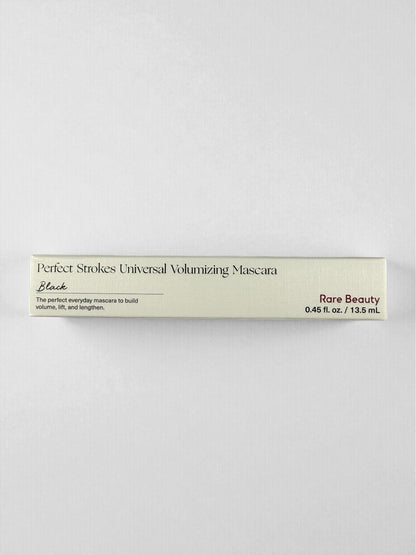 Perfect Strokes Universal Volumizing Mascara
Black
The perfect everyday mascara to build
volume, lift, and lengthen.
Rare Beauty
0.45 fl. oz. / 13.5 mL